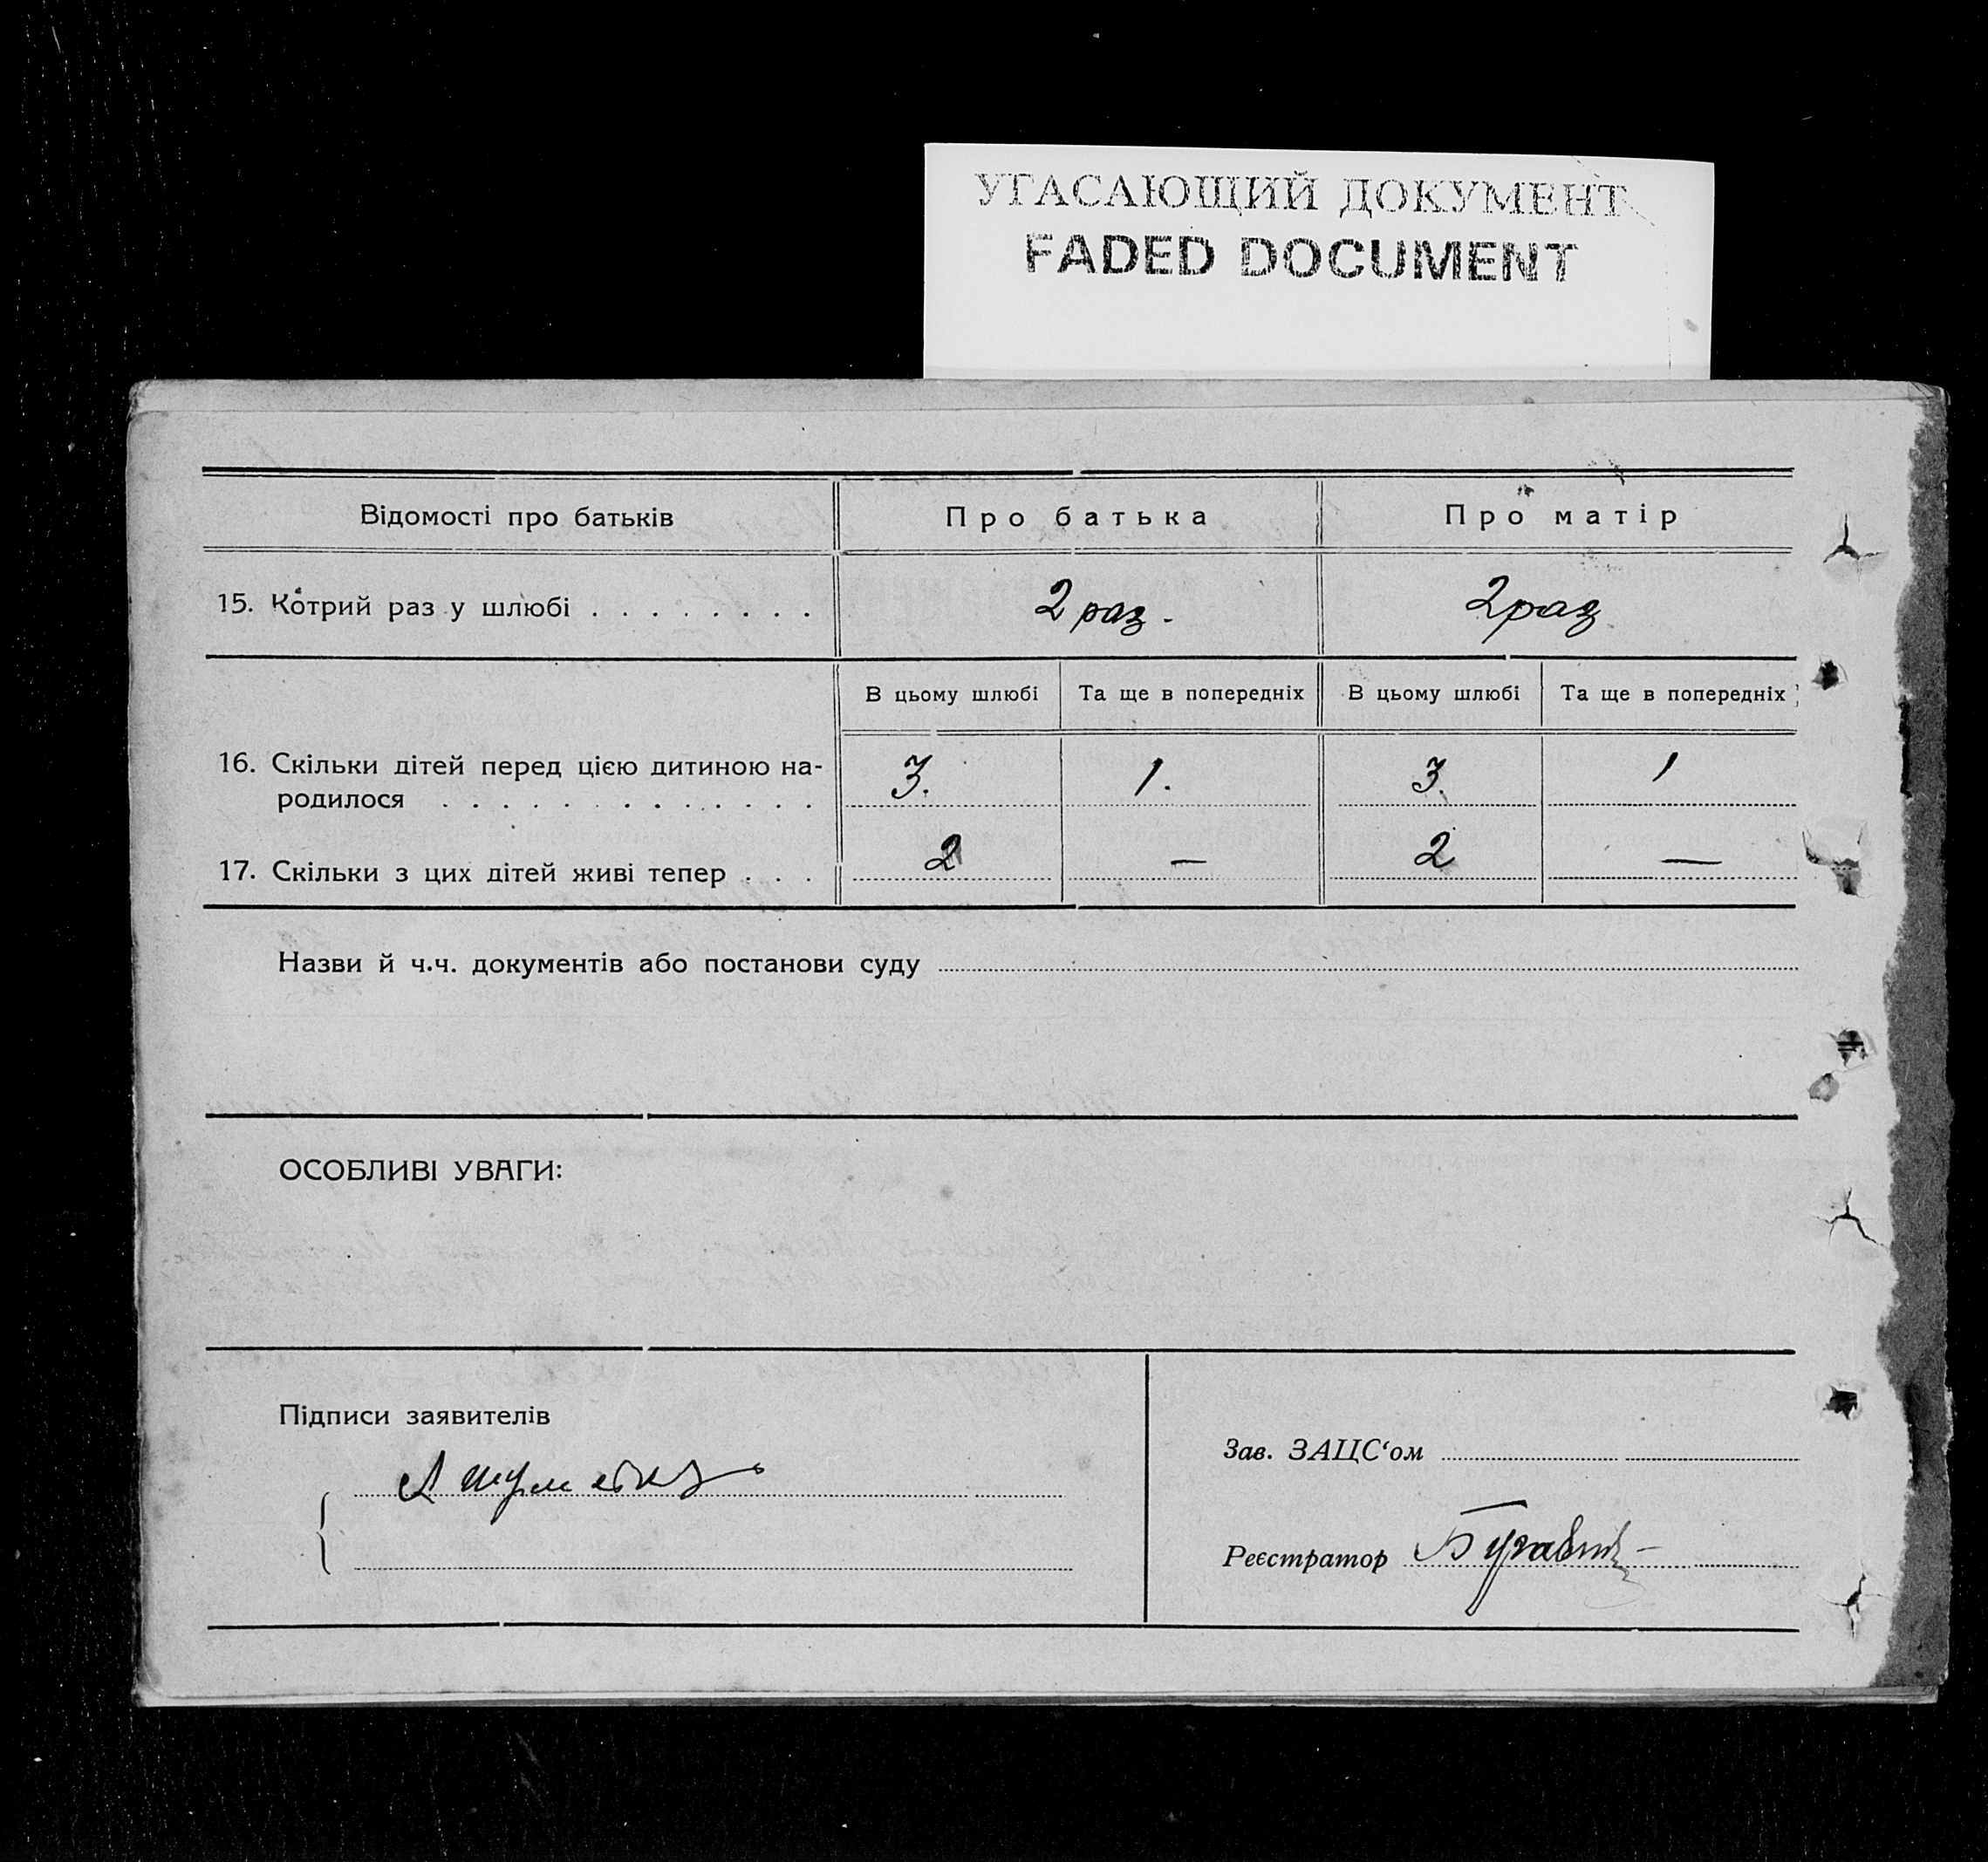 УГАСАЮЩИЙ ДОКУМЕНТ
FADED DOCUMENT
Відомості про батьків Про батька Про матір
15. Котрий раз у шлюбі . . . . . . . . 2 раз. 2 раз
В цьому шлюбі Та ще в попередніх В цьому шлюбі Та ще в попередніх
16. Скільки дітей перед цією дитиною на-
родилося . . . . . . . . . . . . . 3. 1. 3. 1
17. Скільки з цих дітей живі тепер . . . 2 — 2 —
Назви й ч.ч. документів або постанови суду
ОСОБЛИВІ УВАГИ:
Підписи заявителів
Зав. ЗАЦС‘ом
Реєстратор